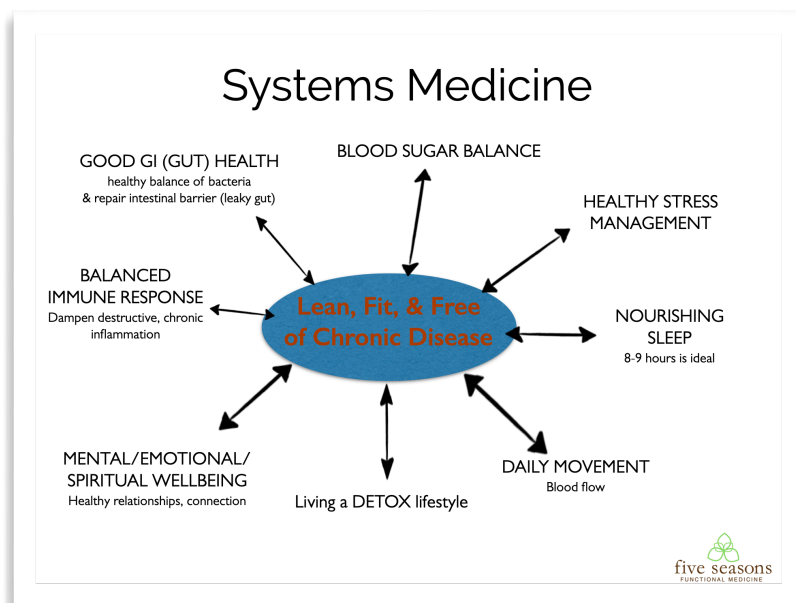 Systems Medicine
GOOD GI (GUT) HEALTH
healthy balance of bacteria
& repair intestinal barrier (leaky gut)
BLOOD SUGAR BALANCE
HEALTHY STRESS
MANAGEMENT
BALANCED
IMMUNE RESPONSE
Dampen destructive, chronic
inflammation
Lean, Fit, & Free
of Chronic Disease
NOURISHING
SLEEP
8-9 hours is ideal
MENTAL/EMOTIONAL/
SPIRITUAL WELLBEING
Healthy relationships, connection
Living a DETOX lifestyle
DAILY MOVEMENT
Blood flow
five seasons
FUNCTIONAL MEDICINE